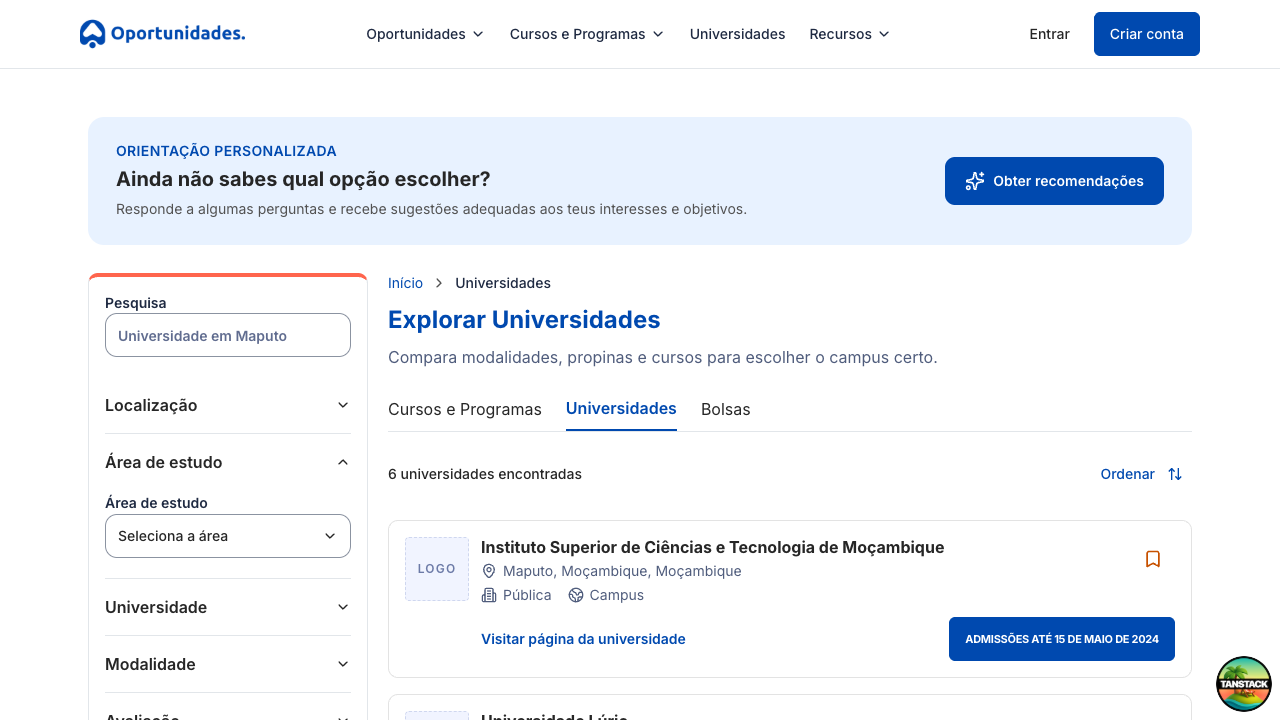 Oportunidades.
Oportunidades
Cursos e Programas
Universidades
Recursos
Entrar
Criar conta
ORIENTAÇÃO PERSONALIZADA
Ainda não sabes qual opção escolher?
Responde a algumas perguntas e recebe sugestões adequadas aos teus interesses e objetivos.
Obter recomendações
Pesquisa
Universidade em Maputo
Localização
Área de estudo
Área de estudo
Seleciona a área
Universidade
Modalidade
Avaliação
Início
Universidades
Explorar Universidades
Compara modalidades, propinas e cursos para escolher o campus certo.
Cursos e Programas
Universidades
Bolsas
6 universidades encontradas
Ordenar
LOGO
Instituto Superior de Ciências e Tecnologia de Moçambique
Maputo, Moçambique, Moçambique
Pública
Campus
Visitar página da universidade
ADMISSÕES ATÉ 15 DE MAIO DE 2024
Universidade Lúrio
TANSTACK